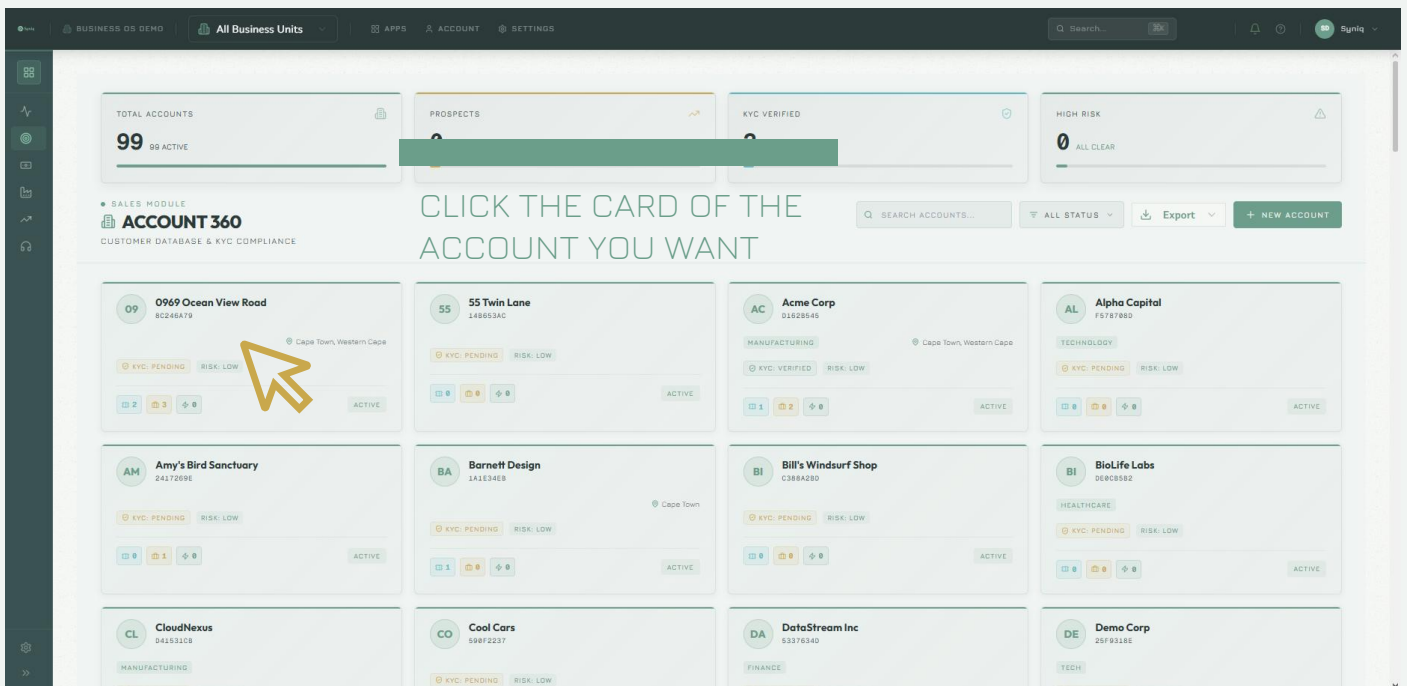 BUSINESS OS DEMO All Business Units APPS ACCOUNT SETTINGS Search... ⌘K SD Syniq
TOTAL ACCOUNTS PROSPECTS KYC VERIFIED HIGH RISK
99 99 ACTIVE 0 ALL CLEAR
SALES MODULE
ACCOUNT 360
CUSTOMER DATABASE & KYC COMPLIANCE
CLICK THE CARD OF THE
ACCOUNT YOU WANT
SEARCH ACCOUNTS... ALL STATUS Export + NEW ACCOUNT
09 0969 Ocean View Road
8C246A79
Cape Town, Western Cape
KYC: PENDING RISK: LOW
2 3 0 ACTIVE
55 55 Twin Lane
14B653AC
KYC: PENDING RISK: LOW
0 0 0 ACTIVE
AC Acme Corp
D1628545
MANUFACTURING Cape Town, Western Cape
KYC: VERIFIED RISK: LOW
1 2 0 ACTIVE
AL Alpha Capital
F578708D
TECHNOLOGY
KYC: PENDING RISK: LOW
0 0 0 ACTIVE
AM Amy's Bird Sanctuary
2417269E
KYC: PENDING RISK: LOW
0 1 0 ACTIVE
BA Barnett Design
1A1E34E8
Cape Town
KYC: PENDING RISK: LOW
1 0 0 ACTIVE
BI Bill's Windsurf Shop
C388A28D
KYC: PENDING RISK: LOW
0 0 0 ACTIVE
BI BioLife Labs
DE0C8582
HEALTHCARE
KYC: PENDING RISK: LOW
0 0 0 ACTIVE
CL CloudNexus
D41531CB
MANUFACTURING
CO Cool Cars
590F2237
KYC: PENDING RISK: LOW
DA DataStream Inc
5337634D
FINANCE
DE Demo Corp
25F9318E
TECH